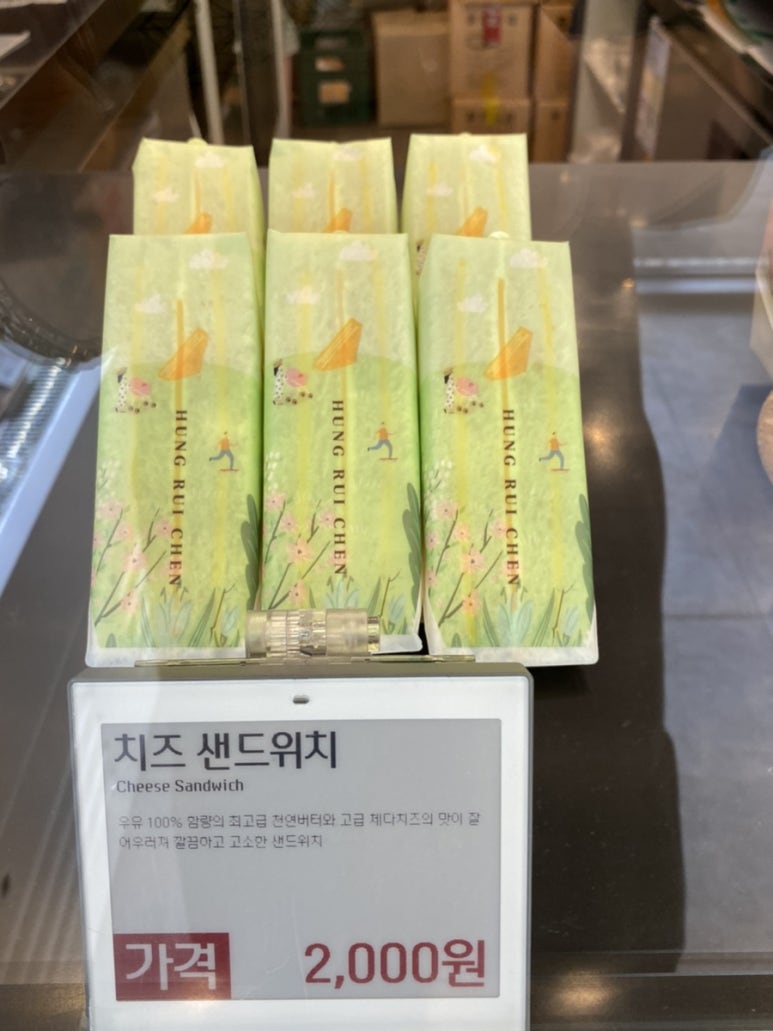 HUNG RUI CHEN
HUNG RUI CHEN
HUNG RUI CHEN
치즈 샌드위치
Cheese Sandwich
우유 100% 함량의 최고급 천연버터와 고급 체다치즈의 맛이 잘
어우러져 깔끔하고 고소한 샌드위치
가격 2,000원